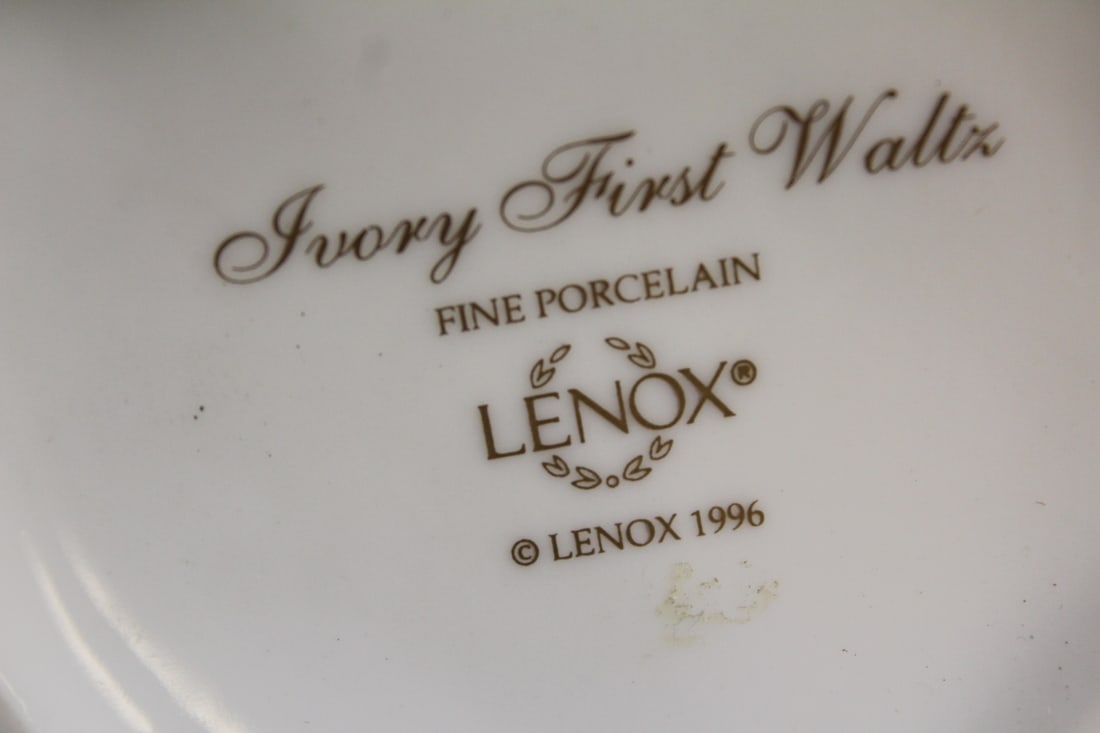 Ivory First Waltz
FINE PORCELAIN
LENOX®
© LENOX 1996